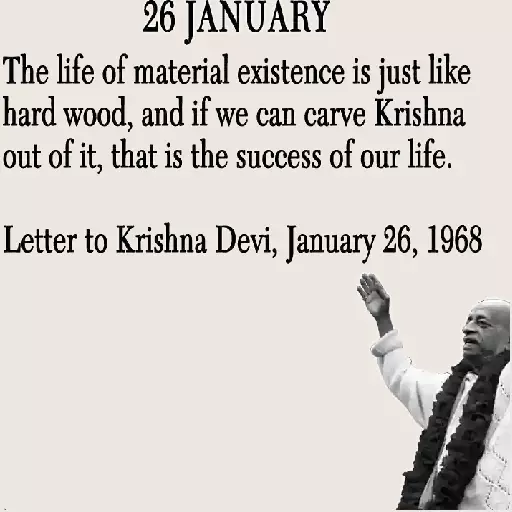 26 JANUARY
The life of material existence is just like
hard wood, and if we can carve Krishna
out of it, that is the success of our life.
Letter to Krishna Devi, January 26, 1968